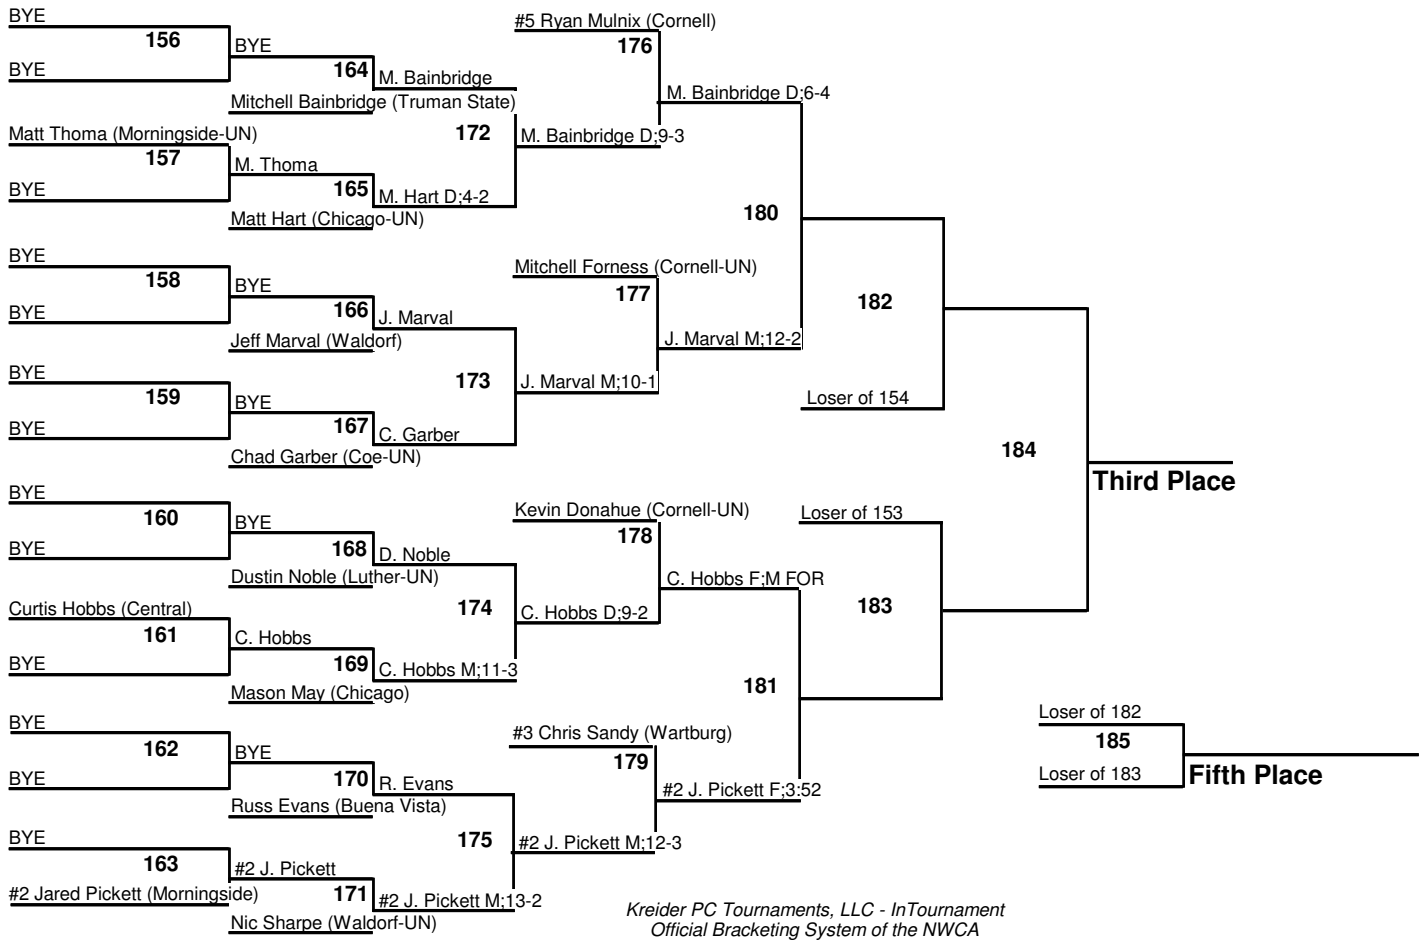 BYE
156
BYE
BYE
164
M. Bainbridge
Mitchell Bainbridge (Truman State)
Matt Thoma (Morningside-UN)
157
M. Thoma
BYE
165
M. Hart D;4-2
Matt Hart (Chicago-UN)
172
M. Bainbridge D;9-3
#5 Ryan Mulnix (Cornell)
176
M. Bainbridge D;6-4
BYE
158
BYE
BYE
166
J. Marval
Jeff Marval (Waldorf)
BYE
159
BYE
BYE
167
C. Garber
Chad Garber (Coe-UN)
173
J. Marval M;10-1
Mitchell Forness (Cornell-UN)
177
J. Marval M;12-2
180
182
Loser of 154
BYE
160
BYE
BYE
168
D. Noble
Dustin Noble (Luther-UN)
Curtis Hobbs (Central)
161
C. Hobbs
BYE
169
C. Hobbs M;11-3
Mason May (Chicago)
174
C. Hobbs D;9-2
Kevin Donahue (Cornell-UN)
178
C. Hobbs F;M FOR
BYE
162
BYE
BYE
170
R. Evans
Russ Evans (Buena Vista)
BYE
163
#2 J. Pickett
#2 Jared Pickett (Morningside)
171
#2 J. Pickett M;13-2
Nic Sharpe (Waldorf-UN)
175
#2 J. Pickett M;12-3
#3 Chris Sandy (Wartburg)
179
#2 J. Pickett F;3:52
181
Loser of 153
183
184
Third Place
Loser of 182
185
Loser of 183
Fifth Place
Kreider PC Tournaments, LLC - InTournament
Official Bracketing System of the NWCA